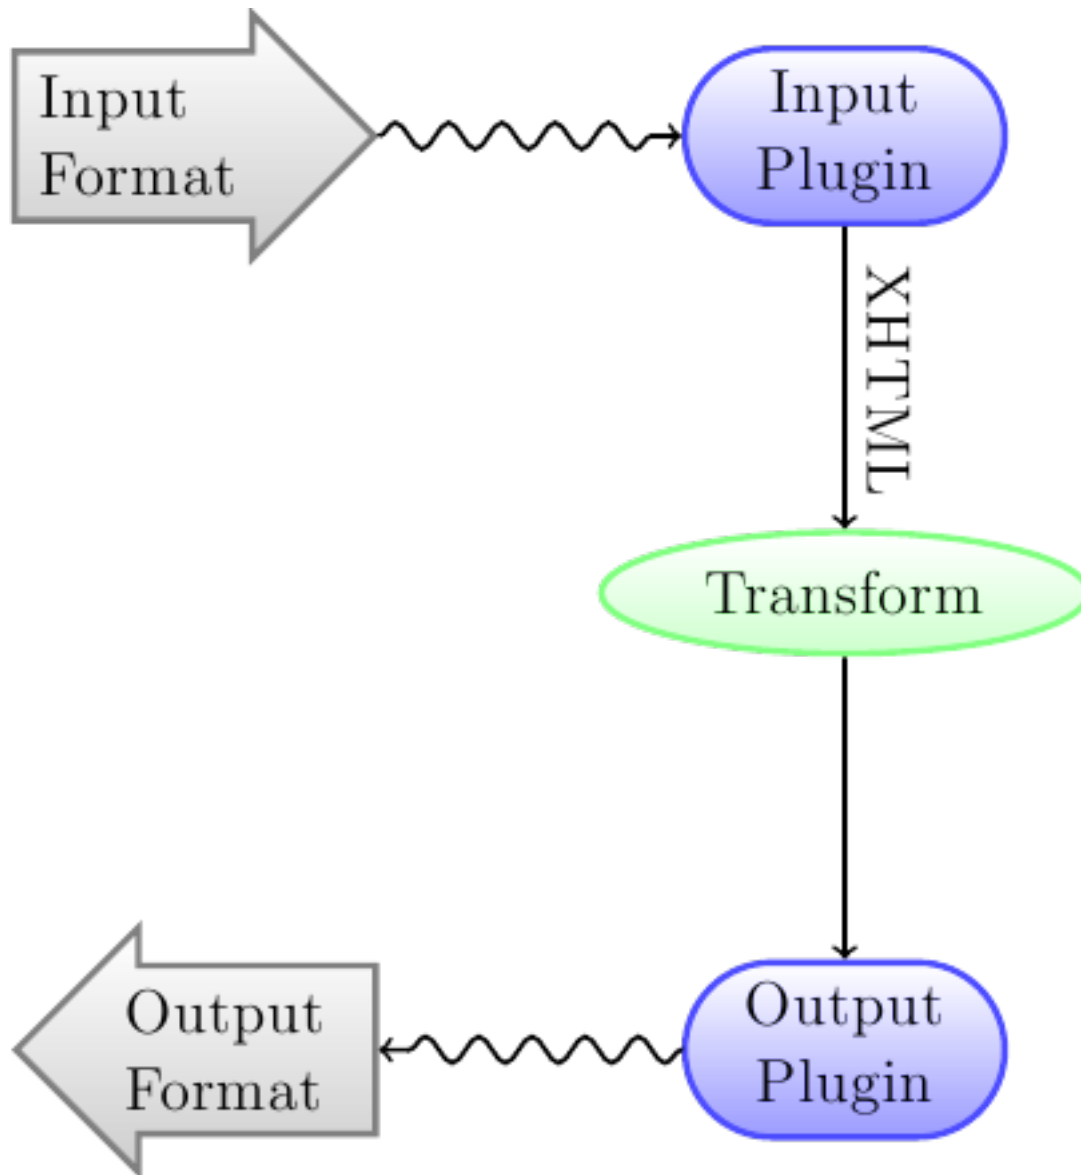 Input
Format
Input
Plugin
XHTML
Transform
Output
Format
Output
Plugin